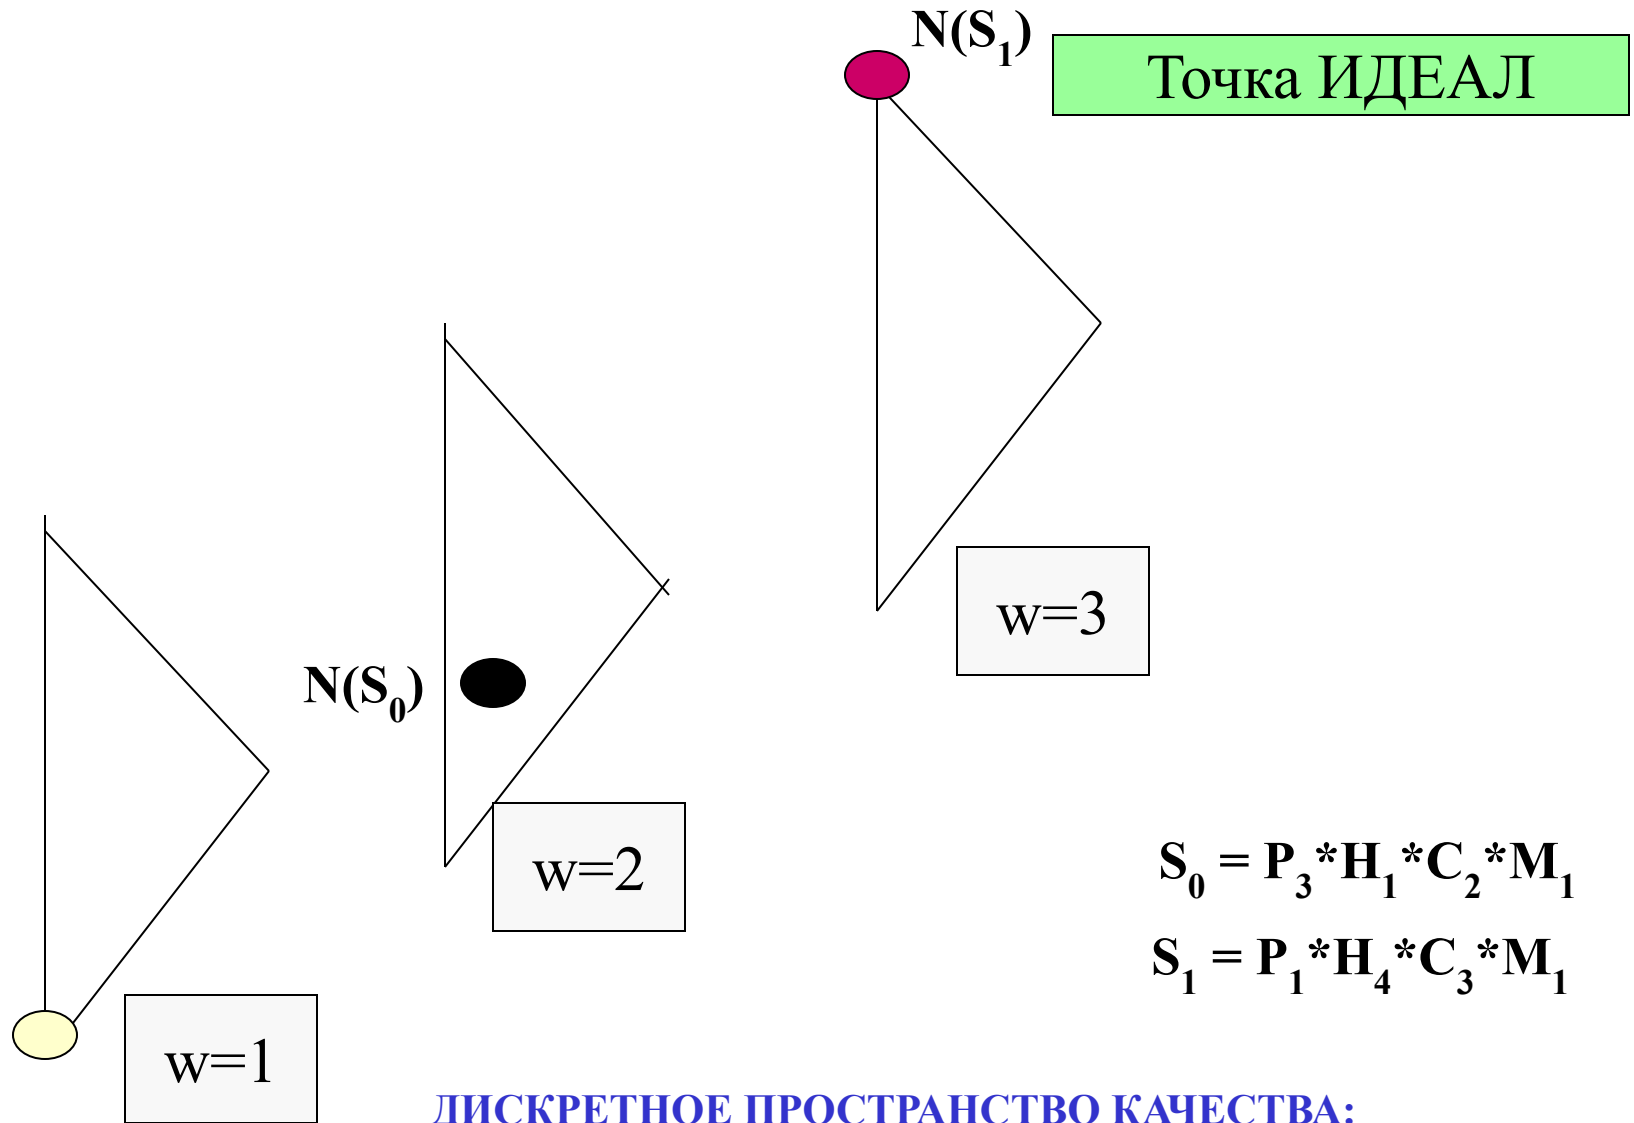 N(S₁)
Точка ИДЕАЛ
w=3
N(S₀)
w=2
S₀ = P₃*H₁*C₂*M₁
S₁ = P₁*H₄*C₃*M₁
w=1
ДИСКРЕТНОЕ ПРОСТРАНСТВО КАЧЕСТВА: